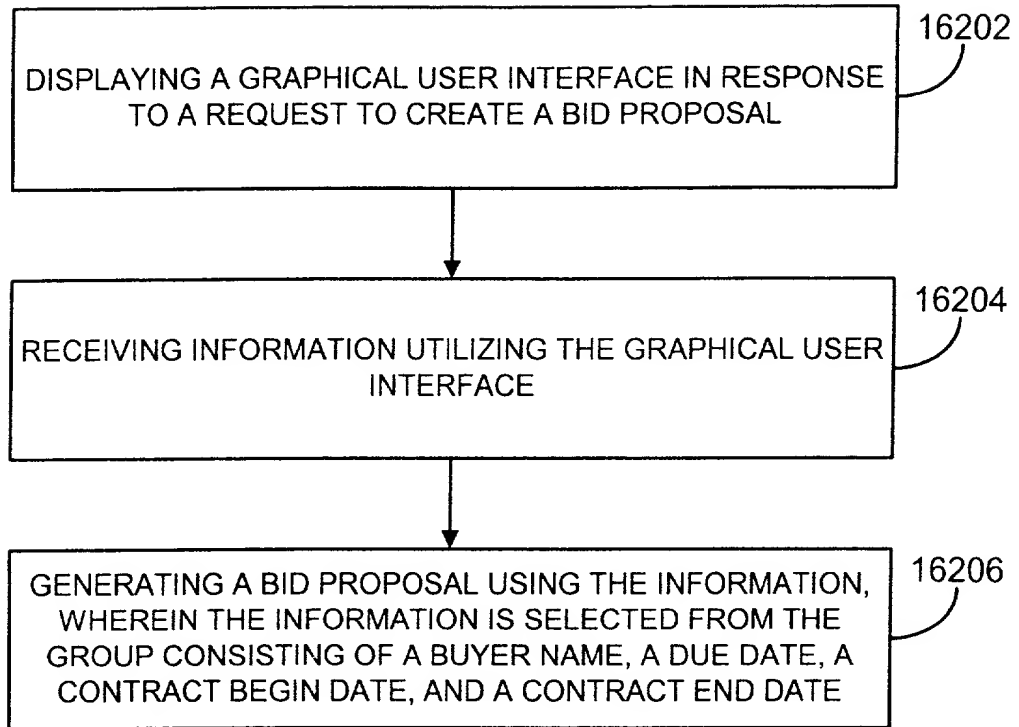 16202
DISPLAYING A GRAPHICAL USER INTERFACE IN RESPONSE
TO A REQUEST TO CREATE A BID PROPOSAL
16204
RECEIVING INFORMATION UTILIZING THE GRAPHICAL USER
INTERFACE
16206
GENERATING A BID PROPOSAL USING THE INFORMATION,
WHEREIN THE INFORMATION IS SELECTED FROM THE
GROUP CONSISTING OF A BUYER NAME, A DUE DATE, A
CONTRACT BEGIN DATE, AND A CONTRACT END DATE